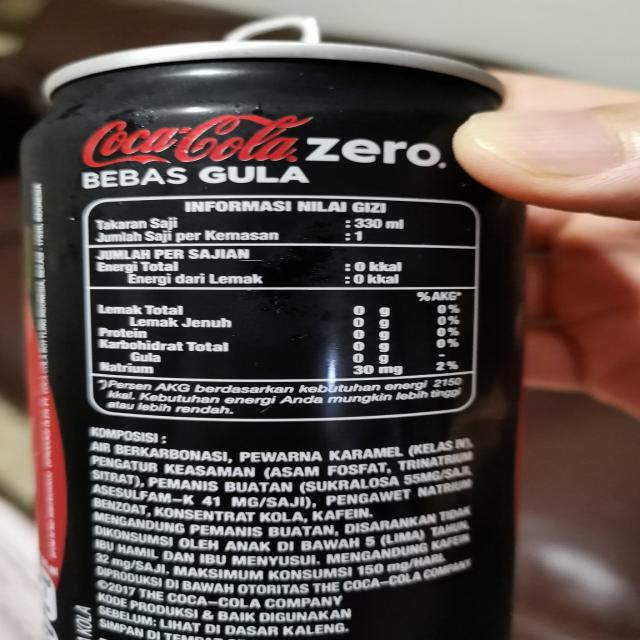 Coca-Cola zero.
BEBAS GULA
INFORMASI NILAI GIZI
Takaran Saji : 330 ml
Jumlah Saji per Kemasan : 1
JUMLAH PER SAJIAN
Energi Total : 0 kkal
Energi dari Lemak : 0 kkal
%AKG*
Lemak Total 0 g 0%
Lemak Jenuh 0 g 0%
Protein 0 g 0%
Karbohidrat Total 0 g 0%
Gula 0 g -
Natrium 30 mg 2%
*)Persen AKG berdasarkan kebutuhan energi 2150
kkal. Kebutuhan energi Anda mungkin lebih tinggi
atau lebih rendah.
KOMPOSISI :
AIR BERKARBONASI, PEWARNA KARAMEL (KELAS IV),
PENGATUR KEASAMAN (ASAM FOSFAT, TRINATRIUM
SITRAT), PEMANIS BUATAN (SUKRALOSA 55MG/SAJI,
ASESULFAM-K 41 MG/SAJI), PENGAWET NATRIUM
BENZOAT, KONSENTRAT KOLA, KAFEIN.
MENGANDUNG PEMANIS BUATAN, DISARANKAN TIDAK
DIKONSUMSI OLEH ANAK DI BAWAH 5 (LIMA) TAHUN,
IBU HAMIL DAN IBU MENYUSUI. MENGANDUNG KAFEIN
32 mg/SAJI. MAKSIMUM KONSUMSI 150 mg/HARI.
DIPRODUKSI DI BAWAH OTORITAS THE COCA-COLA COMPANY
©2017 THE COCA-COLA COMPANY
KODE PRODUKSI & BAIK DIGUNAKAN
SEBELUM: LIHAT DI DASAR KALENG.
SIMPAN DI TEMPAT
KOLA